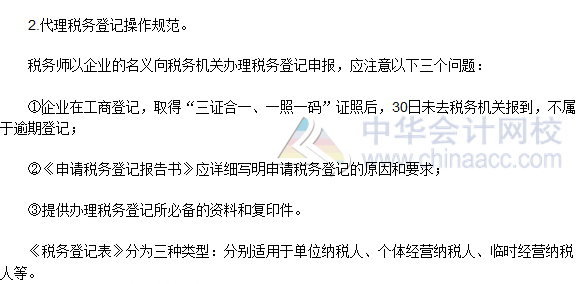 2.代理税务登记操作规范。
税务师以企业的名义向税务机关办理税务登记申报，应注意以下三个问题：
①企业在工商登记，取得“三证合一、一照一码”证照后，30日未去税务机关报到，不属
于逾期登记；
②《申请税务登记报告书》应详细写明申请税务登记的原因和要求；
③提供办理税务登记所必备的资料和复印件。
《税务登记表》分为三种类型：分别适用于单位纳税人、个体经营纳税人、临时经营纳税
人等。
中华会计网校
www.chinaacc.com